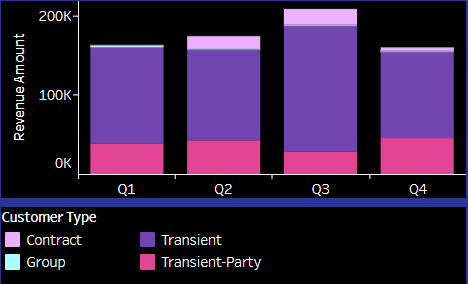 200K
100K
0K
Revenue Amount
Q1 Q2 Q3 Q4
Customer Type
Contract Transient
Group Transient-Party